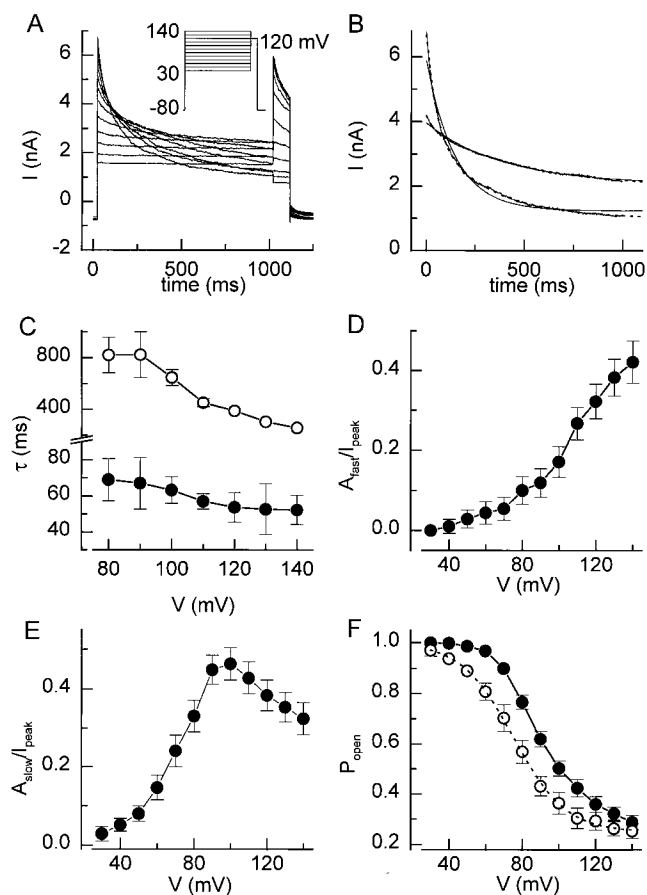 A
140
120 mV
30
-80
6
4
2
0
-2
I (nA)
0
500
1000
time (ms)
B
6
4
2
0
I (nA)
0
500
1000
time (ms)
C
800
400
80
60
40
τ (ms)
80
100
120
140
V (mV)
D
0.4
0.2
0.0
Afast/Ipeak
40
80
120
V (mV)
E
0.4
0.2
0.0
Aslow/Ipeak
40
80
120
V (mV)
F
1.0
0.8
0.6
0.4
0.2
Popen
40
80
120
V (mV)